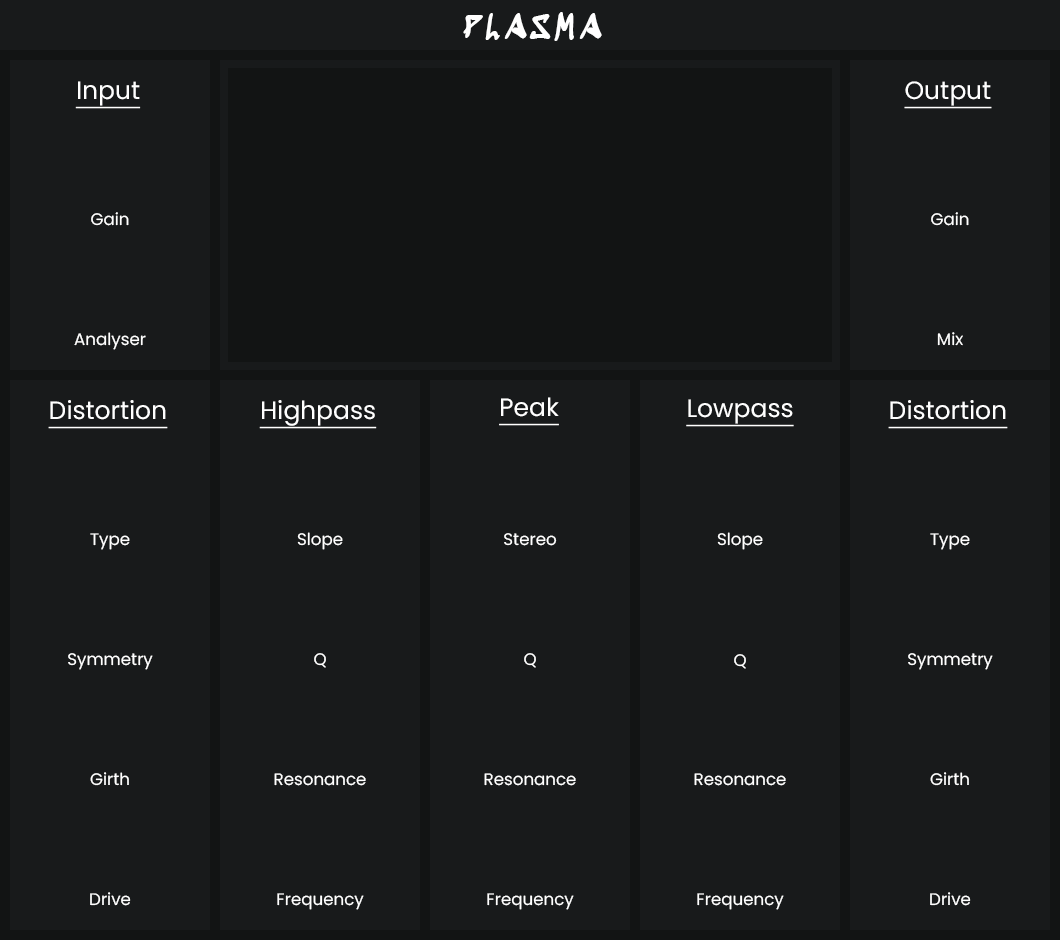 PLASMA
Input
Gain
Analyser
Output
Gain
Mix
Distortion
Type
Symmetry
Girth
Drive
Highpass
Slope
Q
Resonance
Frequency
Peak
Stereo
Q
Resonance
Frequency
Lowpass
Slope
Q
Resonance
Frequency
Distortion
Type
Symmetry
Girth
Drive